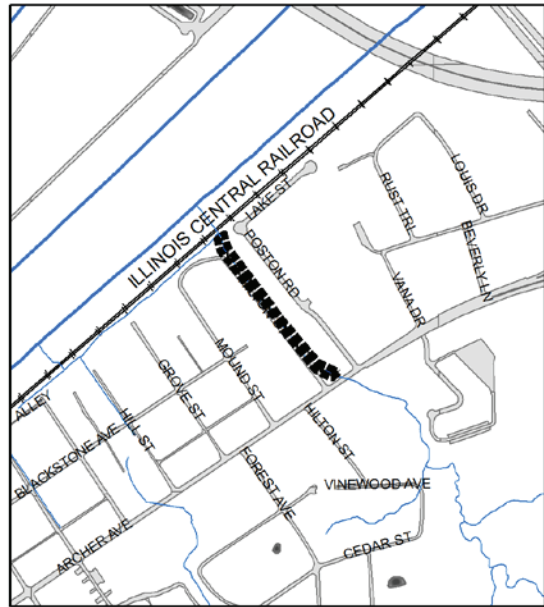 ILLINOIS CENTRAL RAILROAD
LAKE ST
BOSTON RD
RUST TRL
LOUIS DR
BEVERLY LN
VANA DR
MOUND ST
GROVE ST
HILL ST
ALLEY
BLACKSTONE AVE
HILTON ST
FOREST AVE
VINEWOOD AVE
ARCHER AVE
CEDAR ST